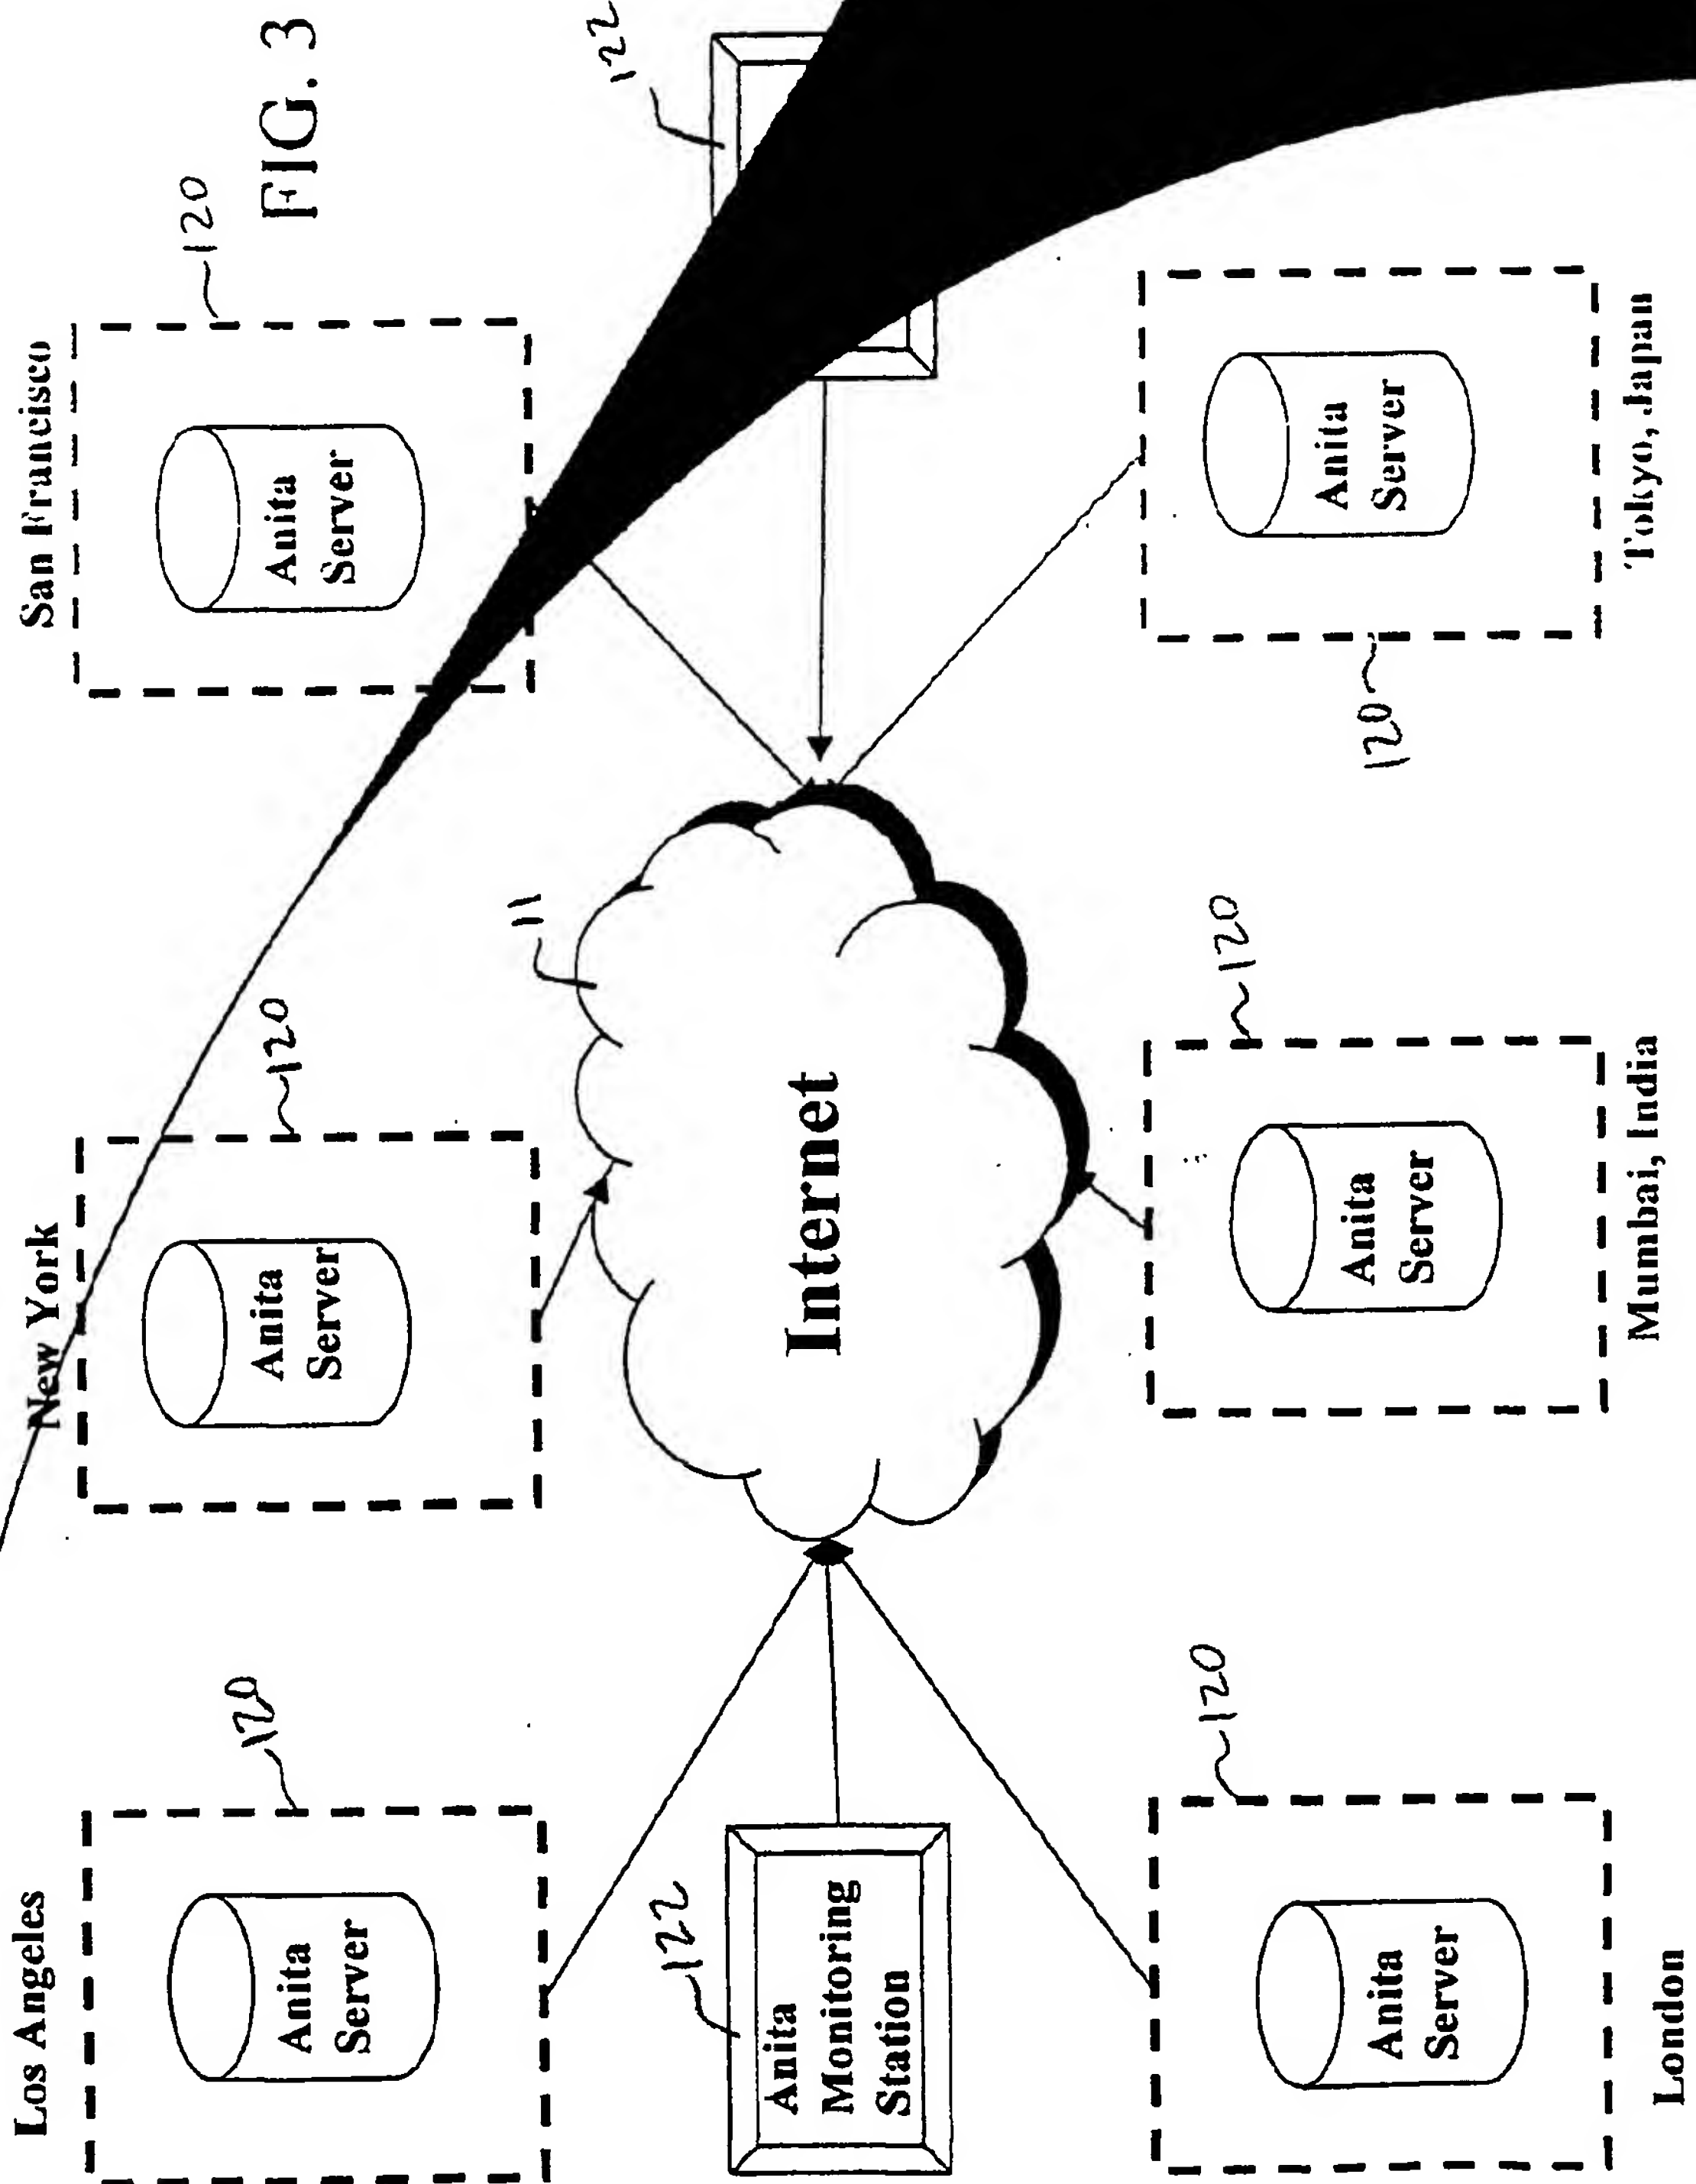 FIG. 3
Los Angeles
New York
San Francisco
120
Anita
Server
120
Anita
Server
120
Anita
Server
122
Anita
Monitoring
Station
11
Internet
122
120
Anita
Server
London
120
Anita
Server
Mumbai, India
120
Anita
Server
Tokyo, Japan